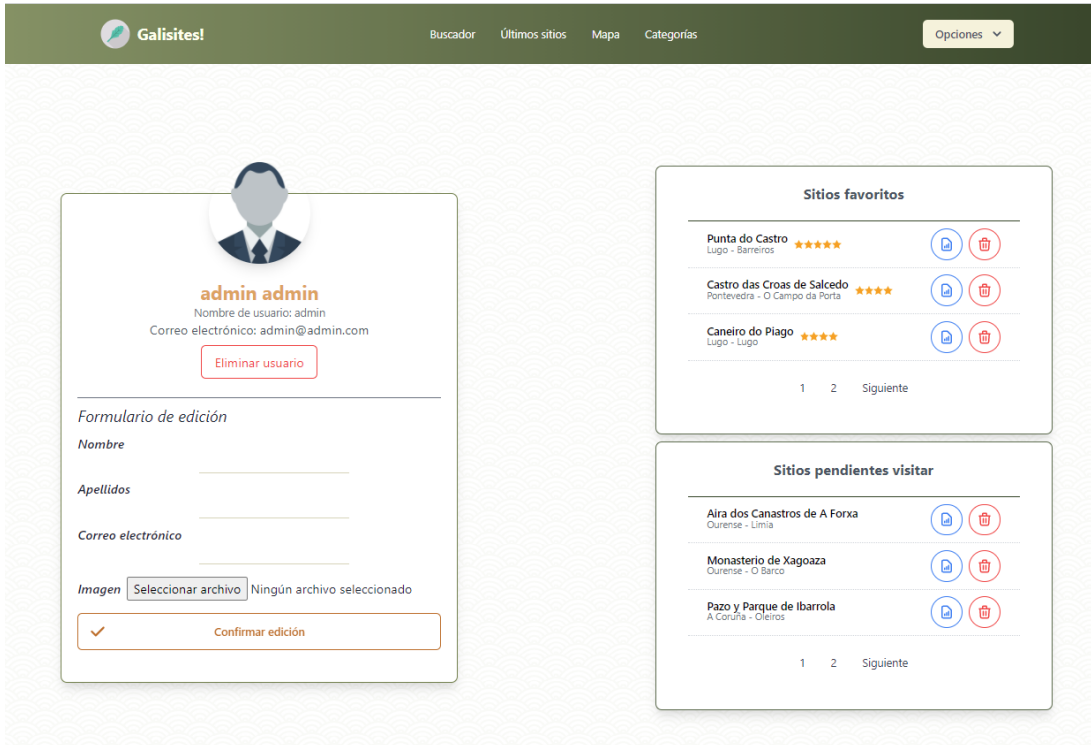 Galisites!
Buscador Últimos sitios Mapa Categorías
Opciones
admin admin
Nombre de usuario: admin
Correo electrónico: admin@admin.com
Eliminar usuario
Formulario de edición
Nombre
Apellidos
Correo electrónico
Imagen Seleccionar archivo Ningún archivo seleccionado
Confirmar edición
Sitios favoritos
Punta do Castro
Lugo - Barreiros
Castro das Croas de Salcedo
Pontevedra - O Campo da Porta
Caneiro do Piago
Lugo - Lugo
1 2 Siguiente
Sitios pendientes visitar
Aira dos Canastros de A Forxa
Ourense - Limia
Monasterio de Xagoaza
Ourense - O Barco
Pazo y Parque de Ibarrola
A Coruña - Oleiros
1 2 Siguiente